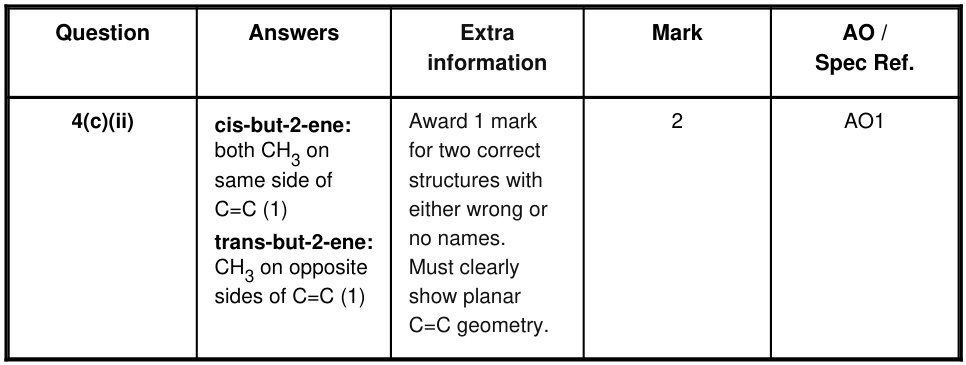 Question
Answers
Extra
information
Mark
AO /
Spec Ref.
4(c)(ii)
cis-but-2-ene:
both CH3 on
same side of
C=C (1)
trans-but-2-ene:
CH3 on opposite
sides of C=C (1)
Award 1 mark
for two correct
structures with
either wrong or
no names.
Must clearly
show planar
C=C geometry.
2
AO1